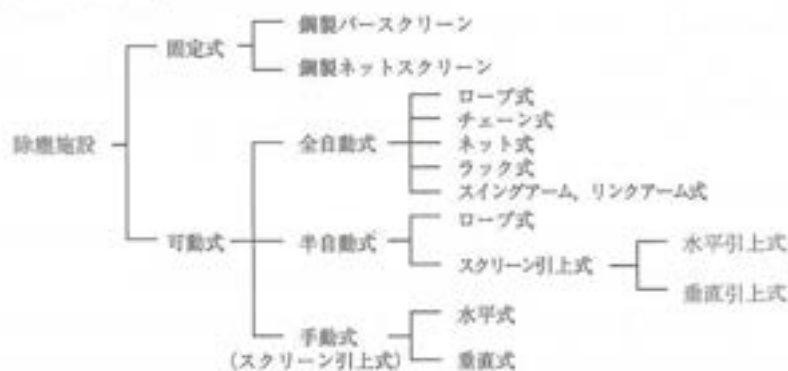 鋼製バースクリーン
固定式
鋼製ネットスクリーン
ロープ式
チェーン式
除塵施設
全自動式
ネット式
ラック式
スイングアーム，リンクアーム式
ロープ式
可動式
半自動式
水平引上式
スクリーン引上式
垂直引上式
水平式
手動式
(スクリーン引上式)
垂直式